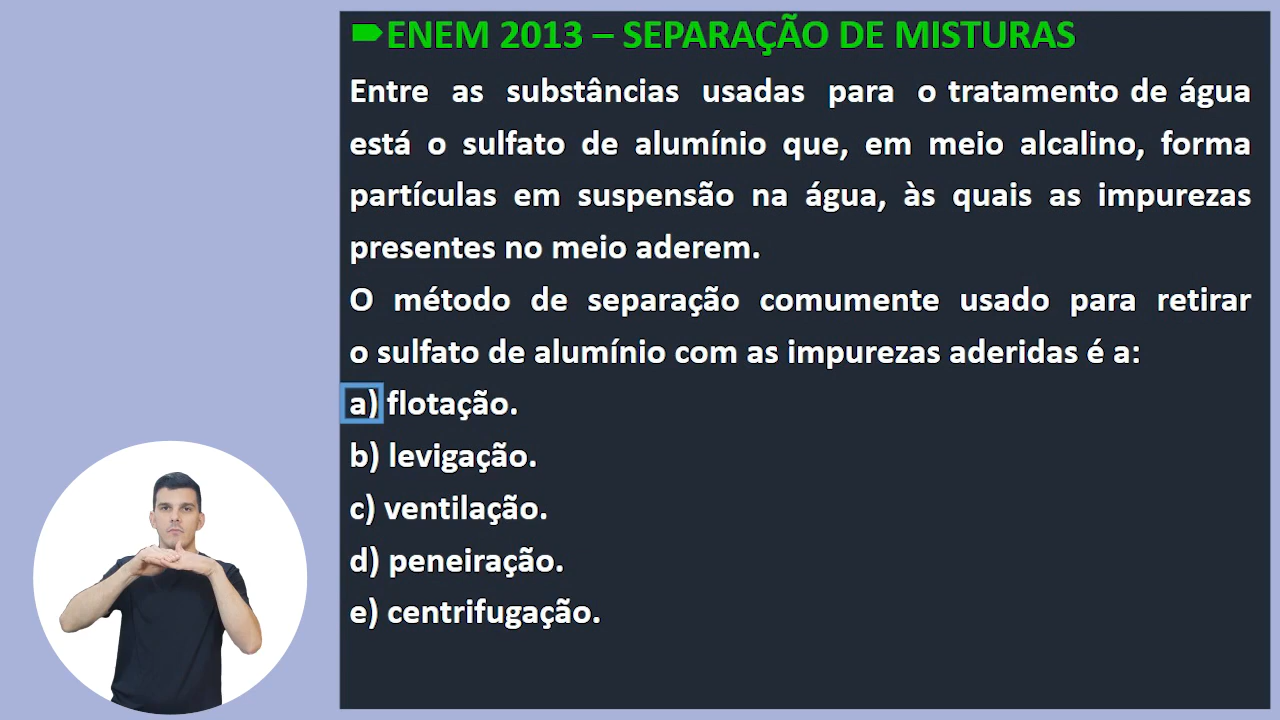 ENEM 2013 – SEPARAÇÃO DE MISTURAS
Entre as substâncias usadas para o tratamento de água
está o sulfato de alumínio que, em meio alcalino, forma
partículas em suspensão na água, às quais as impurezas
presentes no meio aderem.
O método de separação comumente usado para retirar
o sulfato de alumínio com as impurezas aderidas é a:
a) flotação.
b) levigação.
c) ventilação.
d) peneiração.
e) centrifugação.